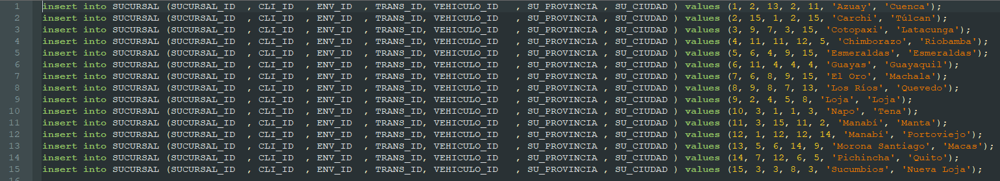 1 insert into SUCURSAL (SUCURSAL_ID , CLI_ID , ENV_ID , TRANS_ID, VEHICULO_ID , SU_PROVINCIA , SU_CIUDAD ) values (1, 2, 13, 2, 11, 'Azuay', 'Cuenca');
2 insert into SUCURSAL (SUCURSAL_ID , CLI_ID , ENV_ID , TRANS_ID, VEHICULO_ID , SU_PROVINCIA , SU_CIUDAD ) values (2, 15, 1, 2, 15, 'Carchi', 'Túlcan');
3 insert into SUCURSAL (SUCURSAL_ID , CLI_ID , ENV_ID , TRANS_ID, VEHICULO_ID , SU_PROVINCIA , SU_CIUDAD ) values (3, 9, 7, 3, 15, 'Cotopaxi', 'Latacunga');
4 insert into SUCURSAL (SUCURSAL_ID , CLI_ID , ENV_ID , TRANS_ID, VEHICULO_ID , SU_PROVINCIA , SU_CIUDAD ) values (4, 11, 11, 12, 5, 'Chimborazo', 'Riobamba');
5 insert into SUCURSAL (SUCURSAL_ID , CLI_ID , ENV_ID , TRANS_ID, VEHICULO_ID , SU_PROVINCIA , SU_CIUDAD ) values (5, 6, 4, 9, 15, 'Esmeraldas', 'Esmeraldas');
6 insert into SUCURSAL (SUCURSAL_ID , CLI_ID , ENV_ID , TRANS_ID, VEHICULO_ID , SU_PROVINCIA , SU_CIUDAD ) values (6, 11, 4, 4, 4, 'Guayas', 'Guayaquil');
7 insert into SUCURSAL (SUCURSAL_ID , CLI_ID , ENV_ID , TRANS_ID, VEHICULO_ID , SU_PROVINCIA , SU_CIUDAD ) values (7, 6, 8, 9, 15, 'El Oro', 'Machala');
8 insert into SUCURSAL (SUCURSAL_ID , CLI_ID , ENV_ID , TRANS_ID, VEHICULO_ID , SU_PROVINCIA , SU_CIUDAD ) values (8, 9, 8, 7, 13, 'Los Ríos', 'Quevedo');
9 insert into SUCURSAL (SUCURSAL_ID , CLI_ID , ENV_ID , TRANS_ID, VEHICULO_ID , SU_PROVINCIA , SU_CIUDAD ) values (9, 2, 4, 5, 8, 'Loja', 'Loja');
10 insert into SUCURSAL (SUCURSAL_ID , CLI_ID , ENV_ID , TRANS_ID, VEHICULO_ID , SU_PROVINCIA , SU_CIUDAD ) values (10, 3, 1, 1, 3, 'Napo', 'Tena');
11 insert into SUCURSAL (SUCURSAL_ID , CLI_ID , ENV_ID , TRANS_ID, VEHICULO_ID , SU_PROVINCIA , SU_CIUDAD ) values (11, 3, 15, 11, 2, 'Manabí', 'Manta');
12 insert into SUCURSAL (SUCURSAL_ID , CLI_ID , ENV_ID , TRANS_ID, VEHICULO_ID , SU_PROVINCIA , SU_CIUDAD ) values (12, 1, 12, 12, 14, 'Manabí', 'Portoviejo');
13 insert into SUCURSAL (SUCURSAL_ID , CLI_ID , ENV_ID , TRANS_ID, VEHICULO_ID , SU_PROVINCIA , SU_CIUDAD ) values (13, 5, 6, 14, 9, 'Morona Santiago', 'Macas');
14 insert into SUCURSAL (SUCURSAL_ID , CLI_ID , ENV_ID , TRANS_ID, VEHICULO_ID , SU_PROVINCIA , SU_CIUDAD ) values (14, 7, 12, 6, 5, 'Pichincha', 'Quito');
15 insert into SUCURSAL (SUCURSAL_ID , CLI_ID , ENV_ID , TRANS_ID, VEHICULO_ID , SU_PROVINCIA , SU_CIUDAD ) values (15, 3, 3, 8, 3, 'Sucumbios', 'Nueva Loja');